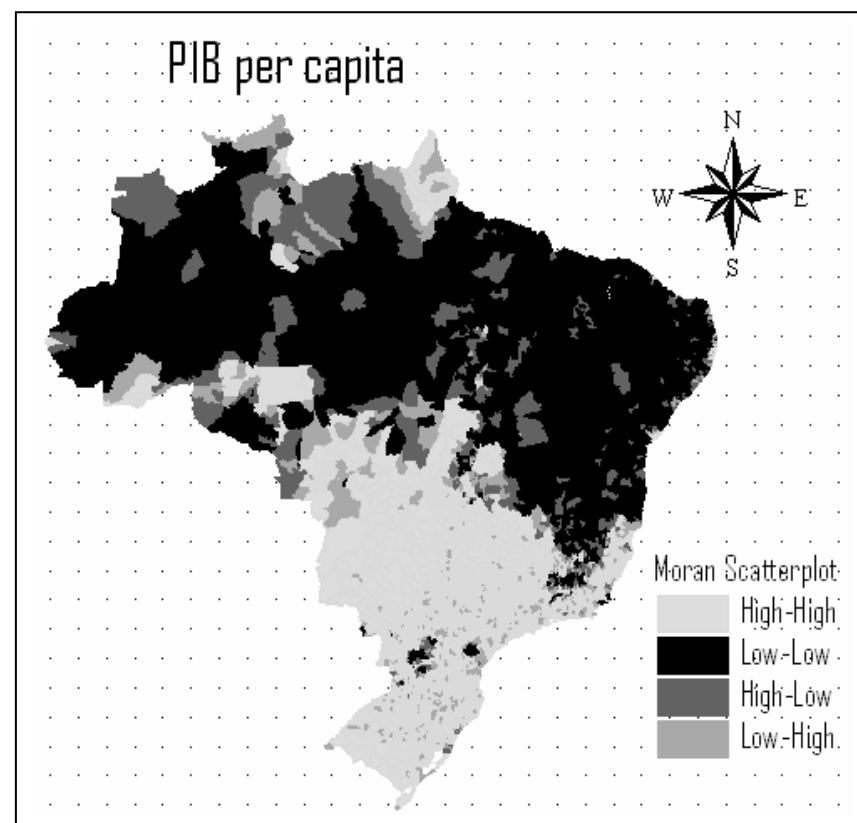 PIB per capita
N
W
E
S
Moran Scatterplot
High-High
Low-Low
High-Low
Low-High